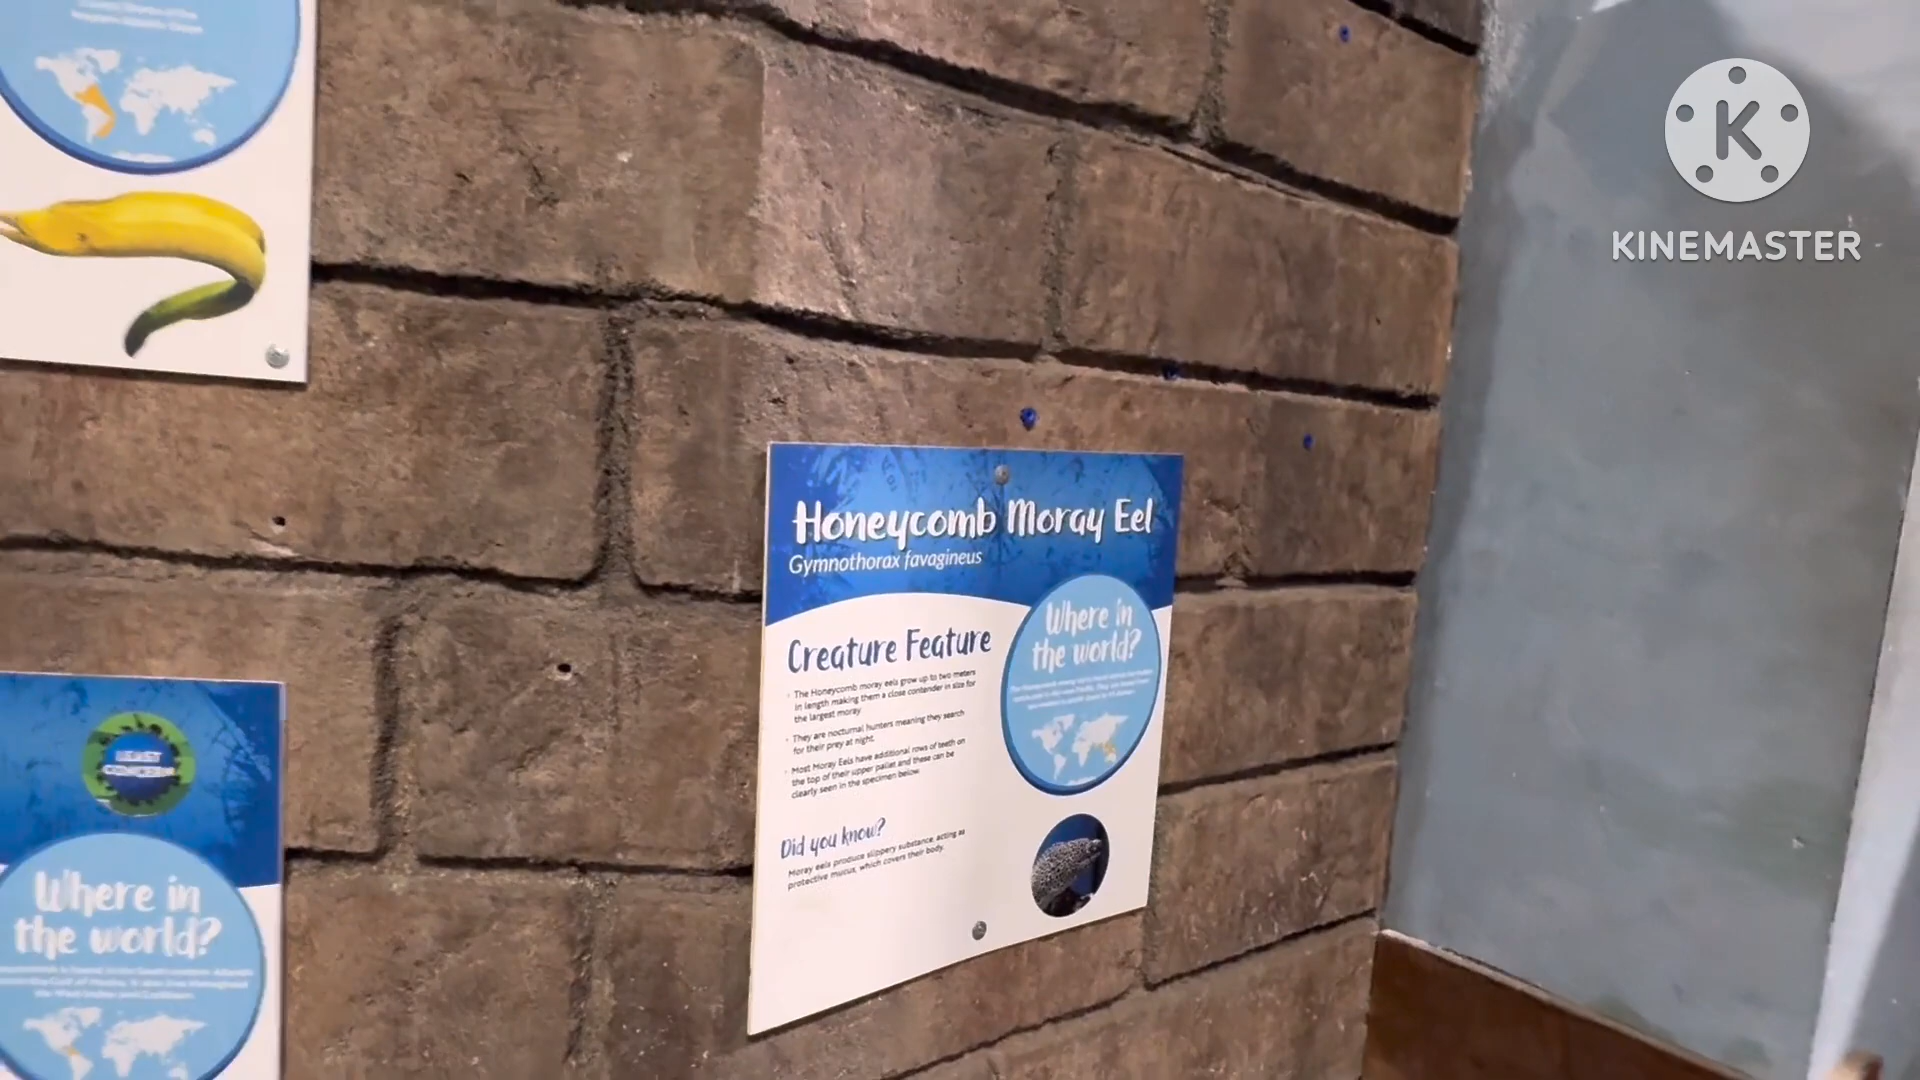 K
KINEMASTER
Honeycomb Moray Eel
Gymnothorax favagineus
Creature Feature
The Honeycomb moray eels grow up to two meters
in length making them a close contender in size for
the largest moray
They are nocturnal hunters meaning they search
for their prey at night.
Most Moray Eels have additional rows of teeth on
the top of their upper pallet and these can be
clearly seen in the specimen below.
Did you know?
Moray eels produce slippery substance, acting as
protective mucus, which covers their body.
Where in
the world?
LEAST
CONCERN
Where in
the world?